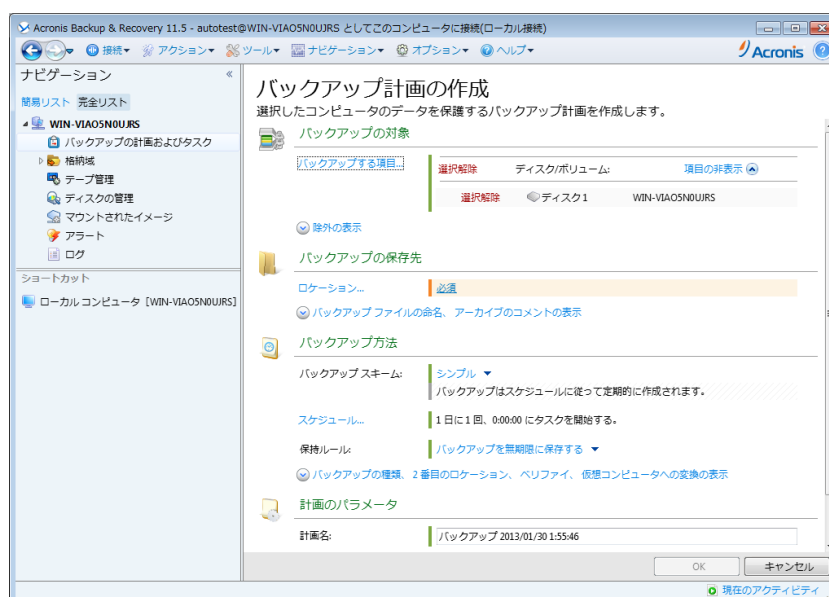 Acronis Backup & Recovery 11.5 - autotest@WIN-VIAO5N0UJRS としてこのコンピュータに接続(ローカル接続)
接続 アクション ツール ナビゲーション オプション ヘルプ Acronis
ナビゲーション
簡易リスト 完全リスト
WIN-VIAO5N0UJRS
バックアップの計画およびタスク
格納域
テープ管理
ディスクの管理
マウントされたイメージ
アラート
ログ
ショートカット
ローカル コンピュータ [WIN-VIAO5N0UJRS]
バックアップ計画の作成
選択したコンピュータのデータを保護するバックアップ計画を作成します。
バックアップの対象
バックアップする項目...
選択解除 ディスク/ボリューム: 項目の非表示
選択解除 ディスク1 WIN-VIAO5N0UJRS
除外の表示
バックアップの保存先
ロケーション... 必須
バックアップ ファイルの命名、アーカイブのコメントの表示
バックアップ方法
バックアップ スキーム: シンプル
バックアップはスケジュールに従って定期的に作成されます。
スケジュール... 1 日に 1 回、0:00:00 にタスクを開始する。
保持ルール: バックアップを無期限に保存する
バックアップの種類、2 番目のロケーション、ベリファイ、仮想コンピュータへの変換の表示
計画のパラメータ
計画名: バックアップ 2013/01/30 1:55:46
OK キャンセル
現在のアクティビティ